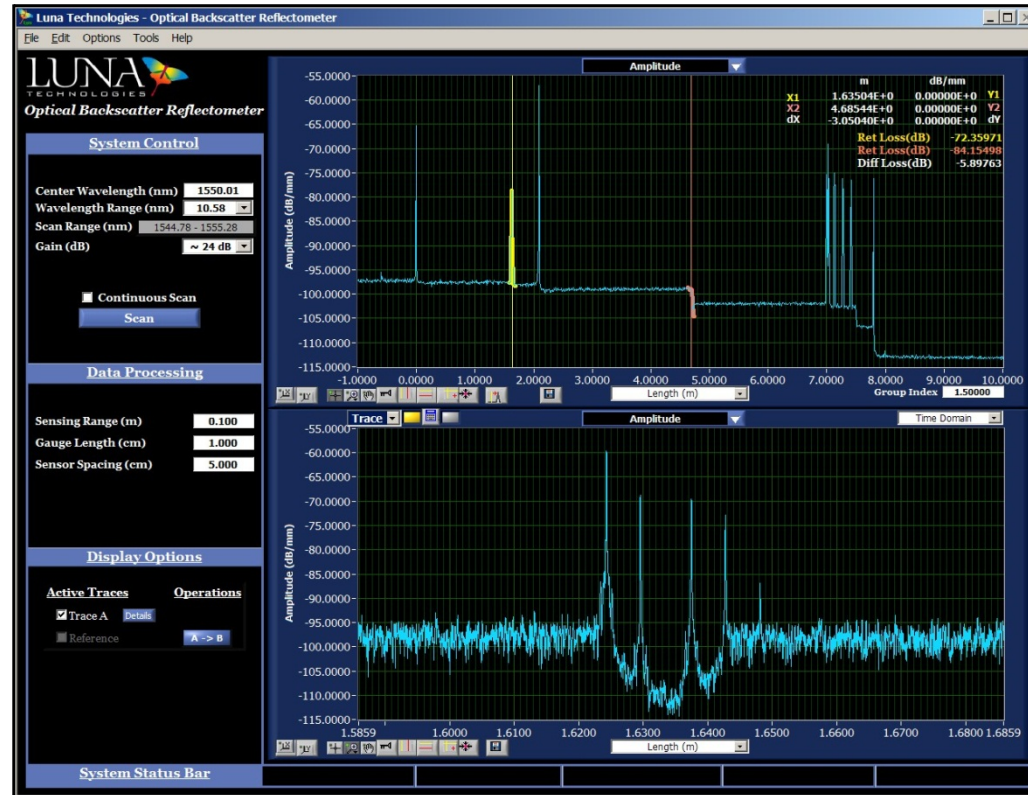 Luna Technologies - Optical Backscatter Reflectometer
File Edit Options Tools Help
LUNA
TECHNOLOGIES
Optical Backscatter Reflectometer
System Control
Center Wavelength (nm) 1550.01
Wavelength Range (nm) 10.58
Scan Range (nm) 1544.78 - 1555.28
Gain (dB) ~ 24 dB
Continuous Scan
Scan
Data Processing
Sensing Range (m) 0.100
Gauge Length (cm) 1.000
Sensor Spacing (cm) 5.000
Display Options
Active Traces Operations
Trace A Details
Reference A -> B
System Status Bar
Amplitude
m dB/mm
X1 1.63504E+0 0.00000E+0 Y1
X2 4.68544E+0 0.00000E+0 Y2
dX -3.05040E+0 0.00000E+0 dY
Ret Loss(dB) -72.35971
Ret Loss(dB) -84.15498
Diff Loss(dB) -5.89763
Amplitude (dB/mm)
-55.0000
-60.0000
-65.0000
-70.0000
-75.0000
-80.0000
-85.0000
-90.0000
-95.0000
-100.0000
-105.0000
-110.0000
-115.0000
-1.0000 0.0000 1.0000 2.0000 3.0000 4.0000 5.0000 6.0000 7.0000 8.0000 9.0000 10.0000
Length (m)
Group Index 1.50000
Trace
Amplitude
Time Domain
Amplitude (dB/mm)
-55.0000
-60.0000
-65.0000
-70.0000
-75.0000
-80.0000
-85.0000
-90.0000
-95.0000
-100.0000
-105.0000
-110.0000
-115.0000
1.5859 1.6000 1.6100 1.6200 1.6300 1.6400 1.6500 1.6600 1.6700 1.6800 1.6859
Length (m)